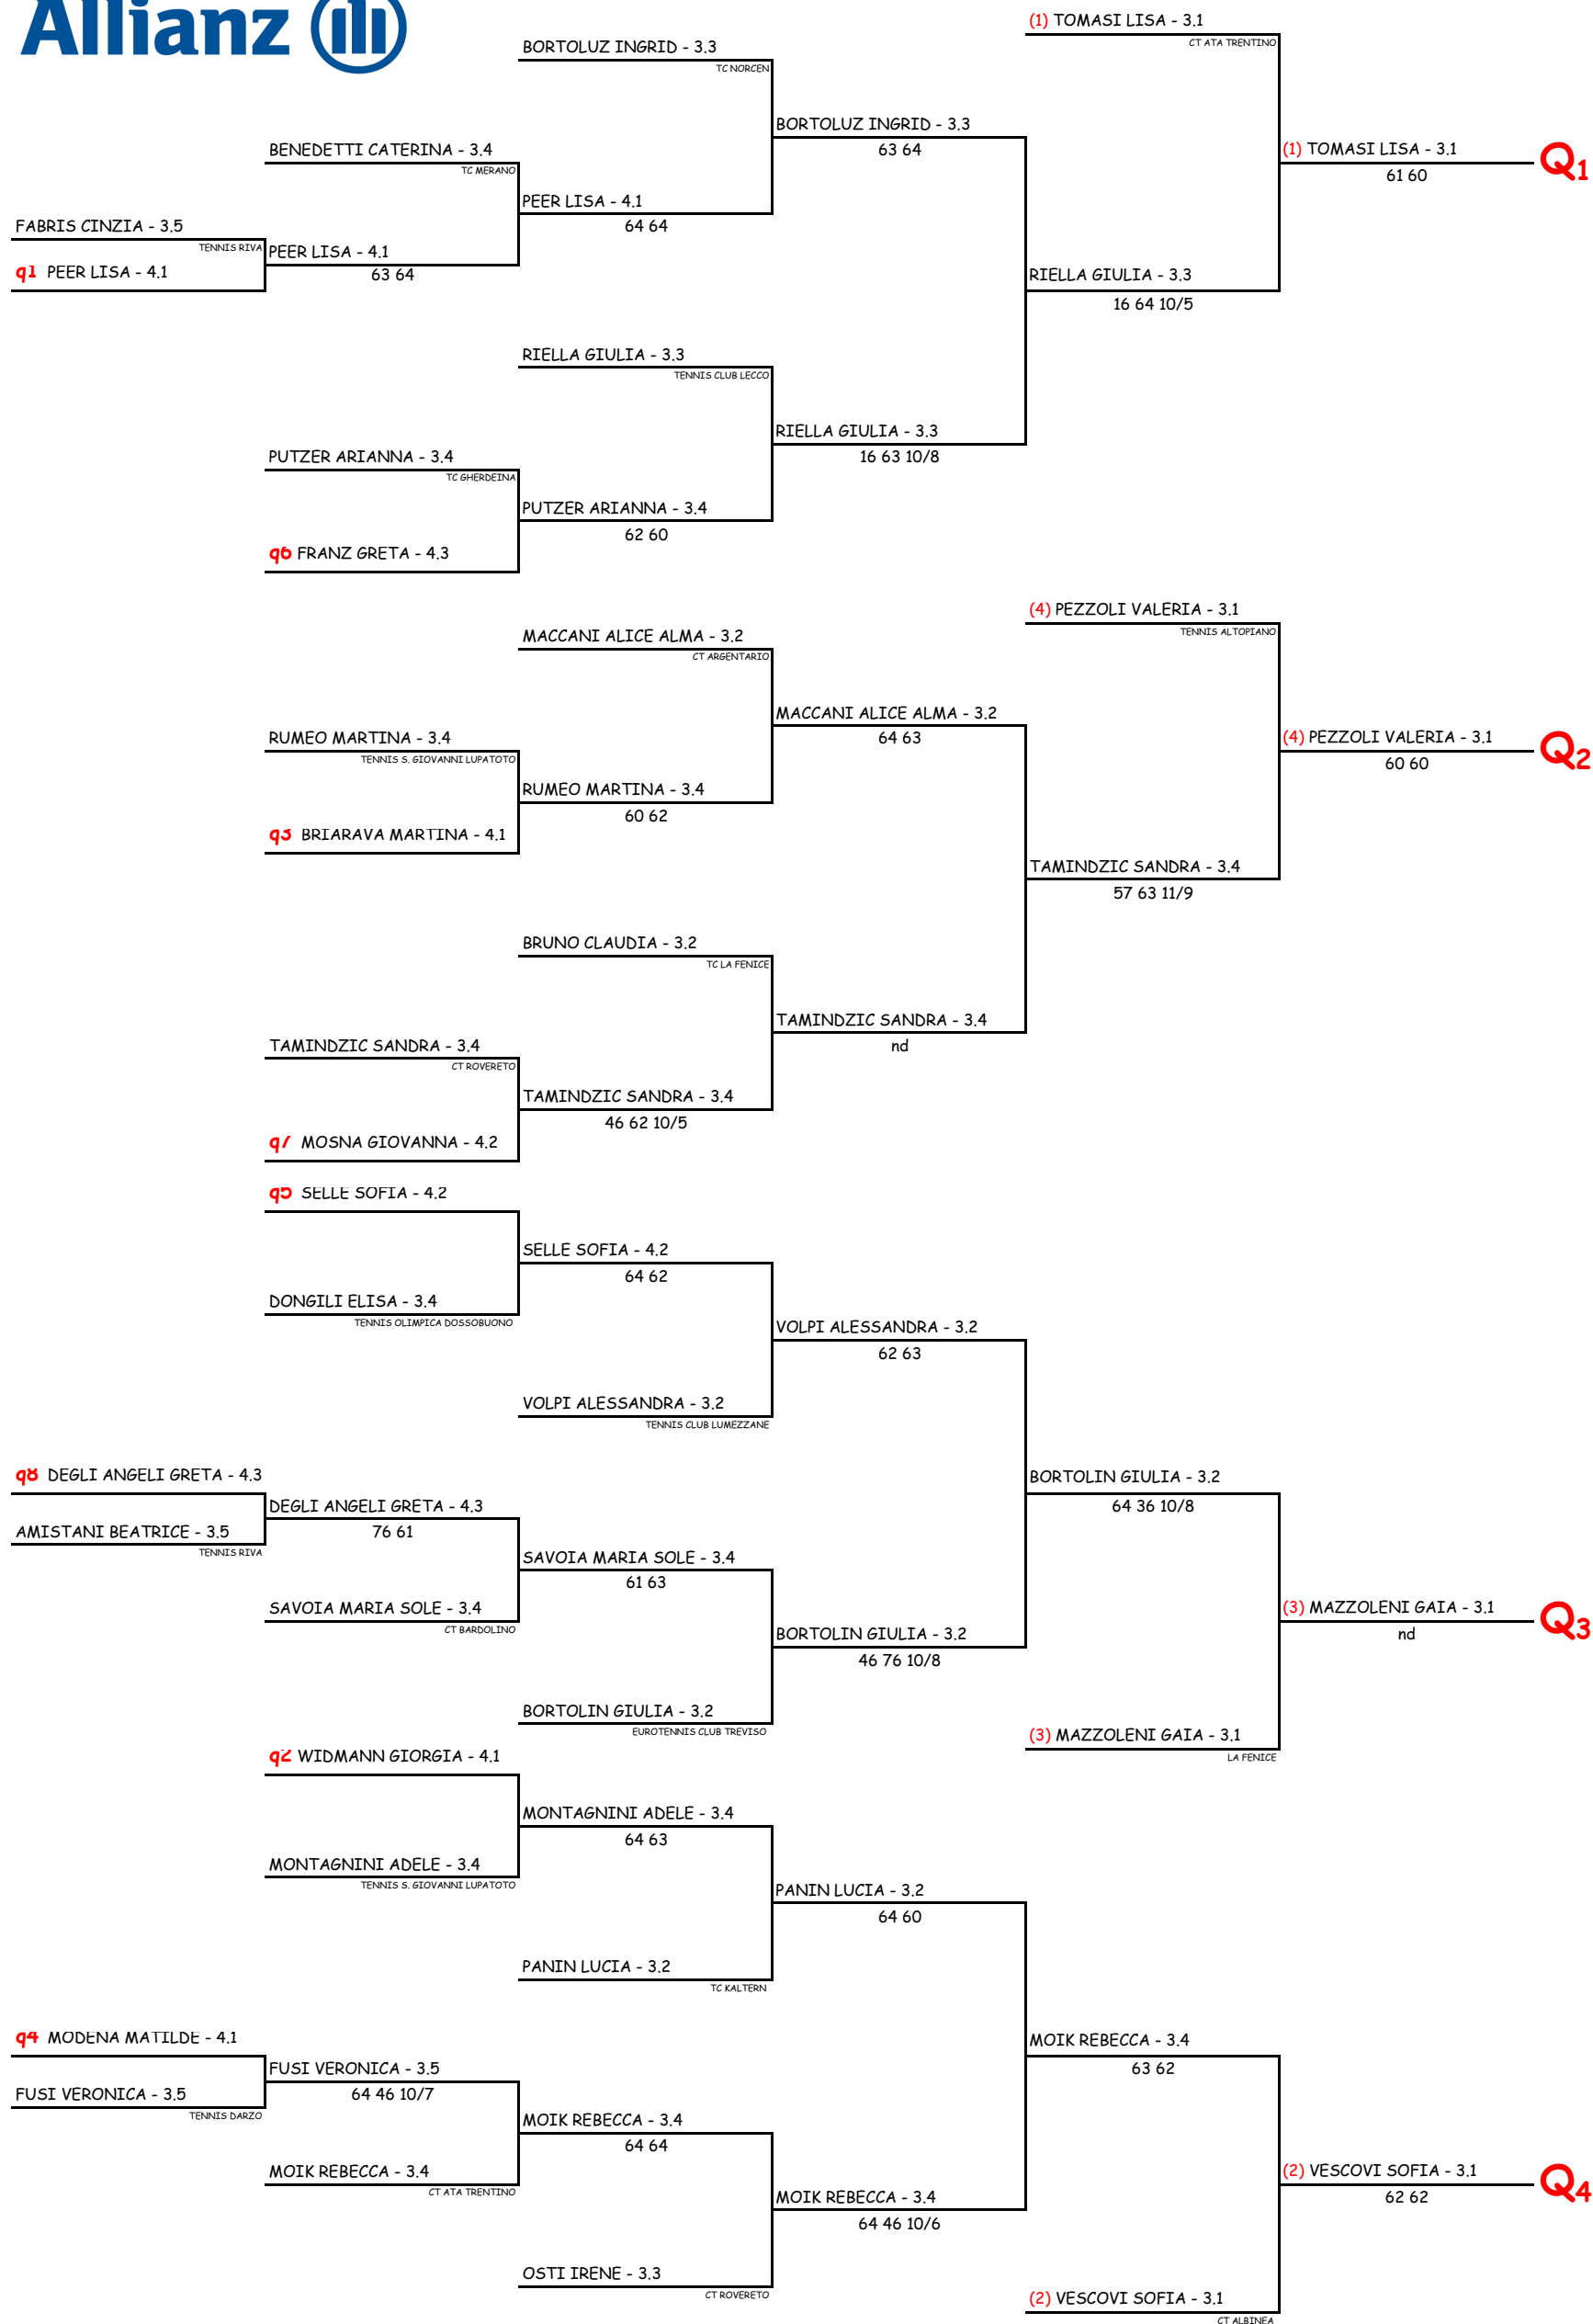 Allianz
(1) TOMASI LISA - 3.1
CT ATA TRENTINO
BORTOLUZ INGRID - 3.3
TC NORCEN
BORTOLUZ INGRID - 3.3
63 64
BENEDETTI CATERINA - 3.4
TC MERANO
(1) TOMASI LISA - 3.1
61 60
Q1
PEER LISA - 4.1
64 64
FABRIS CINZIA - 3.5
TENNIS RIVA
PEER LISA - 4.1
63 64
q1 PEER LISA - 4.1
RIELLA GIULIA - 3.3
16 64 10/5
RIELLA GIULIA - 3.3
TENNIS CLUB LECCO
RIELLA GIULIA - 3.3
16 63 10/8
PUTZER ARIANNA - 3.4
TC GHERDEINA
PUTZER ARIANNA - 3.4
62 60
q6 FRANZ GRETA - 4.3
(4) PEZZOLI VALERIA - 3.1
TENNIS ALTOPIANO
MACCANI ALICE ALMA - 3.2
CT ARGENTARIO
MACCANI ALICE ALMA - 3.2
64 63
RUMEO MARTINA - 3.4
TENNIS S. GIOVANNI LUPATOTO
(4) PEZZOLI VALERIA - 3.1
60 60
Q2
RUMEO MARTINA - 3.4
60 62
q3 BRIARAVA MARTINA - 4.1
TAMINDZIC SANDRA - 3.4
57 63 11/9
BRUNO CLAUDIA - 3.2
TC LA FENICE
TAMINDZIC SANDRA - 3.4
nd
TAMINDZIC SANDRA - 3.4
CT ROVERETO
TAMINDZIC SANDRA - 3.4
46 62 10/5
q7 MOSNA GIOVANNA - 4.2
q5 SELLE SOFIA - 4.2
SELLE SOFIA - 4.2
64 62
DONGILI ELISA - 3.4
TENNIS OLIMPICA DOSSOBUONO
VOLPI ALESSANDRA - 3.2
62 63
VOLPI ALESSANDRA - 3.2
TENNIS CLUB LUMEZZANE
q8 DEGLI ANGELI GRETA - 4.3
BORTOLIN GIULIA - 3.2
64 36 10/8
DEGLI ANGELI GRETA - 4.3
76 61
AMISTANI BEATRICE - 3.5
TENNIS RIVA
SAVOIA MARIA SOLE - 3.4
61 63
SAVOIA MARIA SOLE - 3.4
CT BARDOLINO
(3) MAZZOLENI GAIA - 3.1
nd
Q3
BORTOLIN GIULIA - 3.2
46 76 10/8
BORTOLIN GIULIA - 3.2
EUROTENNIS CLUB TREVISO
(3) MAZZOLENI GAIA - 3.1
LA FENICE
q2 WIDMANN GIORGIA - 4.1
MONTAGNINI ADELE - 3.4
64 63
MONTAGNINI ADELE - 3.4
TENNIS S. GIOVANNI LUPATOTO
PANIN LUCIA - 3.2
64 60
PANIN LUCIA - 3.2
TC KALTERN
q4 MODENA MATILDE - 4.1
MOIK REBECCA - 3.4
63 62
FUSI VERONICA - 3.5
64 46 10/7
FUSI VERONICA - 3.5
TENNIS DARZO
MOIK REBECCA - 3.4
64 64
MOIK REBECCA - 3.4
CT ATA TRENTINO
(2) VESCOVI SOFIA - 3.1
62 62
Q4
MOIK REBECCA - 3.4
64 46 10/6
OSTI IRENE - 3.3
CT ROVERETO
(2) VESCOVI SOFIA - 3.1
CT ALBINEA